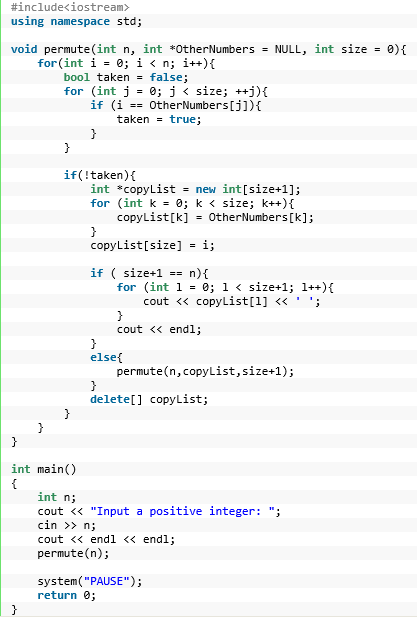 #include<iostream>
using namespace std;

void permute(int n, int *OtherNumbers = NULL, int size = 0){
    for(int i = 0; i < n; i++){
        bool taken = false;
        for (int j = 0; j < size; ++j){
            if (i == OtherNumbers[j]){
                taken = true;
            }
        }

        if(!taken){
            int *copyList = new int[size+1];
            for (int k = 0; k < size; k++){
                copyList[k] = OtherNumbers[k];
            }
            copyList[size] = i;

            if ( size+1 == n){
                for (int l = 0; l < size+1; l++){
                    cout << copyList[l] << ' ';
                }
                cout << endl;
            }
            else{
                permute(n,copyList,size+1);
            }
            delete[] copyList;
        }
    }
}

int main()
{
    int n;
    cout << "Input a positive integer: ";
    cin >> n;
    cout << endl << endl;
    permute(n);

    system("PAUSE");
    return 0;
}